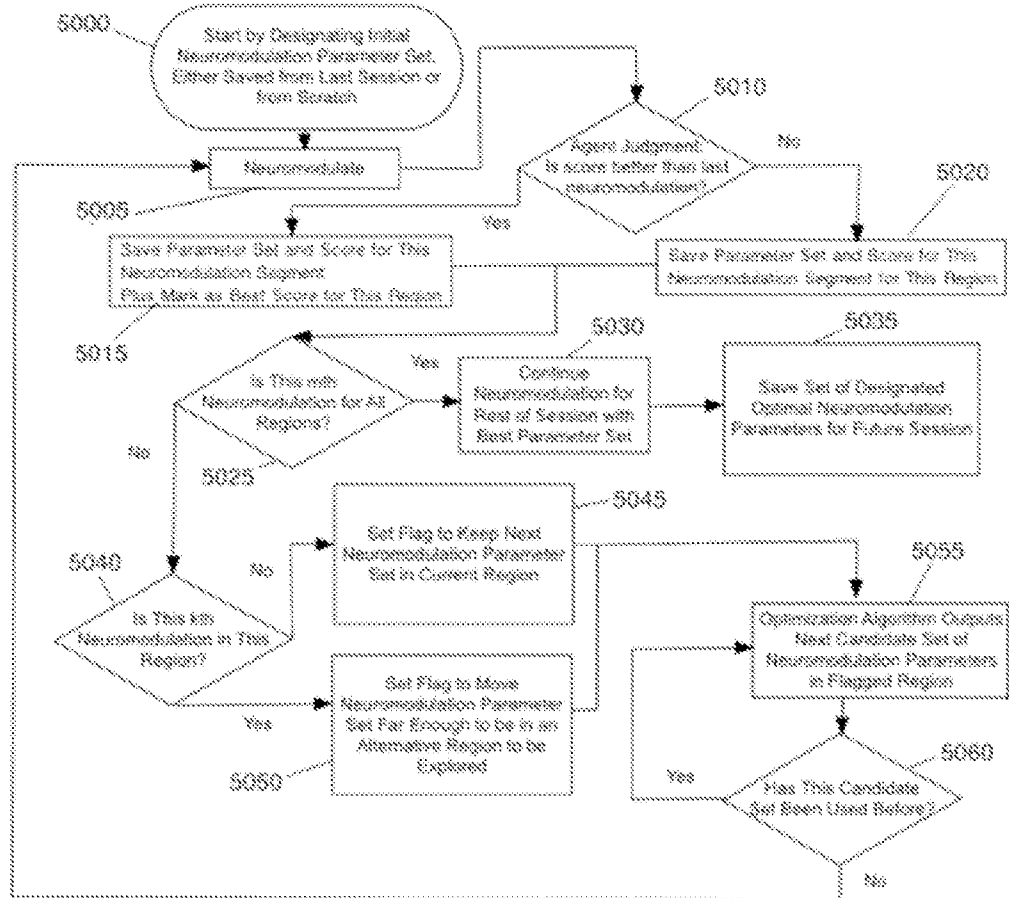 5000
Start by Designating Initial
Neuromodulation Parameter Set,
Either Saved from Last Session or
from Scratch
Neuromodulate
5005
5010
Agent Judgment:
Is score better than last
neuromodulation?
No
Yes
5020
Save Parameter Set and Score for This
Neuromodulation Segment
Plus Mark as Best Score for This Region
5015
Save Parameter Set and Score for This
Neuromodulation Segment for This Region
Is This mth
Neuromodulation for All
Regions?
5025
Yes
No
5030
Continue
Neuromodulation for
Rest of Session with
Best Parameter Set
5035
Save Set of Designated
Optimal Neuromodulation
Parameters for Future Session
5040
Is This kth
Neuromodulation in This
Region?
No
Yes
5045
Set Flag to Keep Next
Neuromodulation Parameter
Set in Current Region
Set Flag to Move
Neuromodulation Parameter
Set Far Enough to be in an
Alternative Region to be
Explored
5050
5055
Optimization Algorithm Outputs
Next Candidate Set of
Neuromodulation Parameters
in Flagged Region
5060
Has This Candidate
Set Been Used Before?
Yes
No